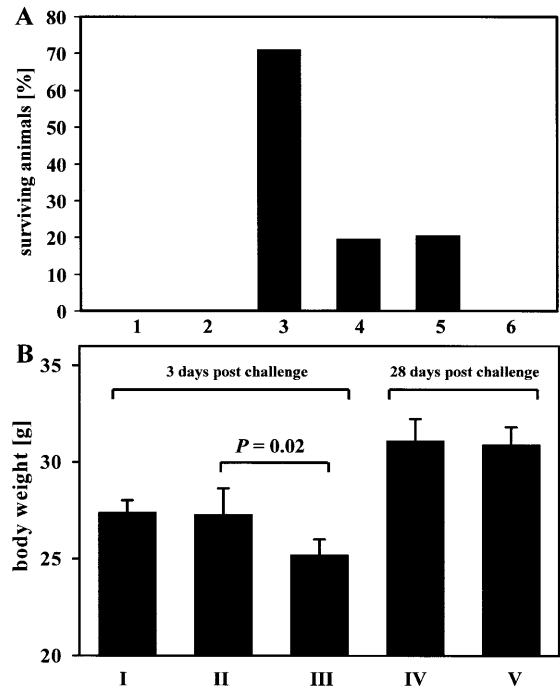 A
surviving animals [%]
80
70
60
50
40
30
20
10
0
1 2 3 4 5 6
B
body weight [g]
35
30
25
20
3 days post challenge
28 days post challenge
P = 0.02
I II III IV V